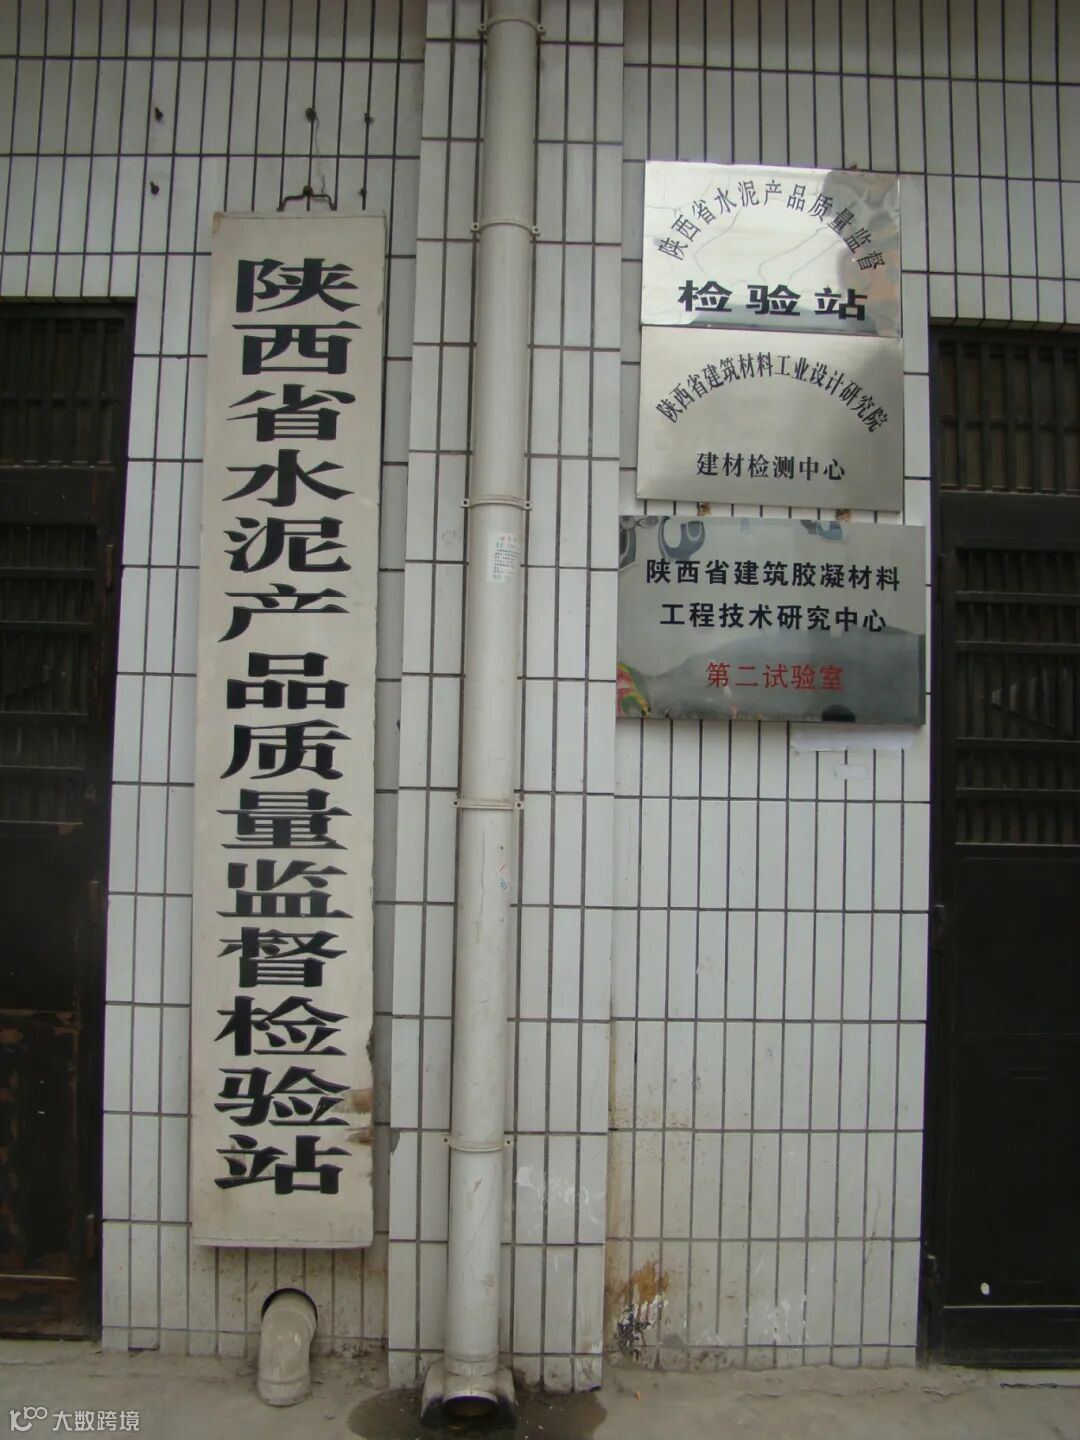 陕西省水泥产品质量监督检验站
陕西省水泥产品质量监督
检验站
陕西省建筑材料工业设计研究院
建材检测中心
陕西省建筑胶凝材料
工程技术研究中心
第二试验室
大数跨境